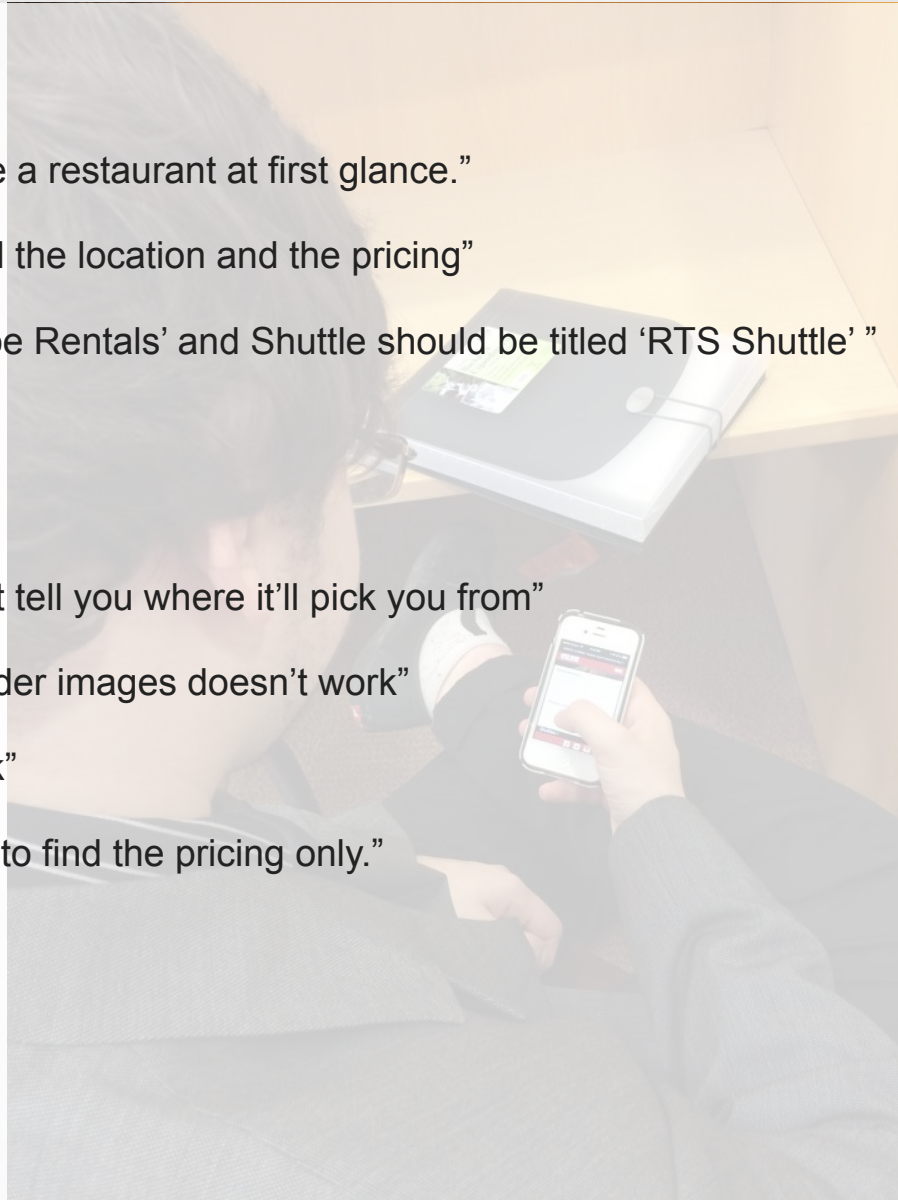 a restaurant at first glance.”
the location and the pricing”
Rentals’ and Shuttle should be titled ‘RTS Shuttle’ ”
tell you where it’ll pick you from”
images doesn’t work”
to find the pricing only.”